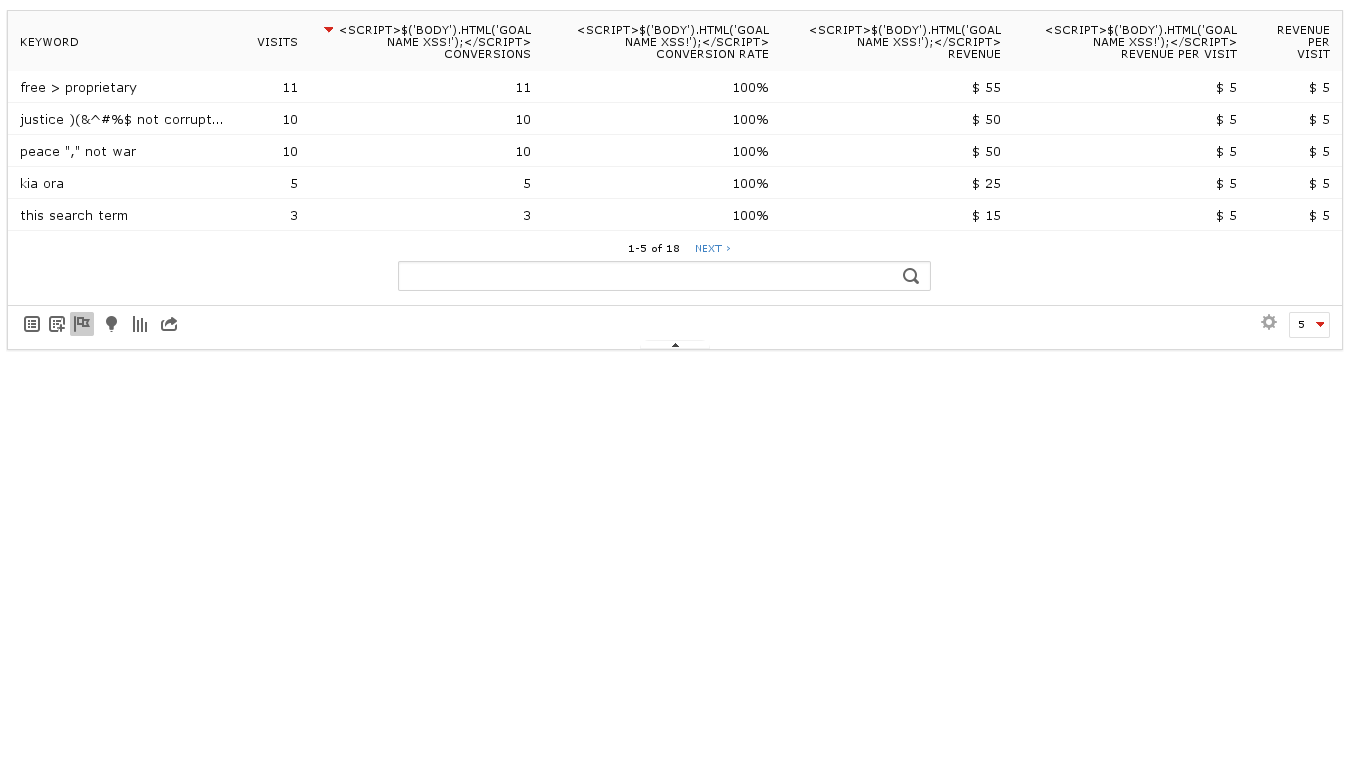 KEYWORD VISITS <SCRIPT>$('BODY').HTML('GOAL NAME XSS!');</SCRIPT> CONVERSIONS <SCRIPT>$('BODY').HTML('GOAL NAME XSS!');</SCRIPT> CONVERSION RATE <SCRIPT>$('BODY').HTML('GOAL NAME XSS!');</SCRIPT> REVENUE <SCRIPT>$('BODY').HTML('GOAL NAME XSS!');</SCRIPT> REVENUE PER VISIT REVENUE PER VISIT
free > proprietary 11 11 100% $ 55 $ 5 $ 5
justice )(&^#%$ not corrupt... 10 10 100% $ 50 $ 5 $ 5
peace "," not war 10 10 100% $ 50 $ 5 $ 5
kia ora 5 5 100% $ 25 $ 5 $ 5
this search term 3 3 100% $ 15 $ 5 $ 5
1-5 of 18 NEXT ›
5